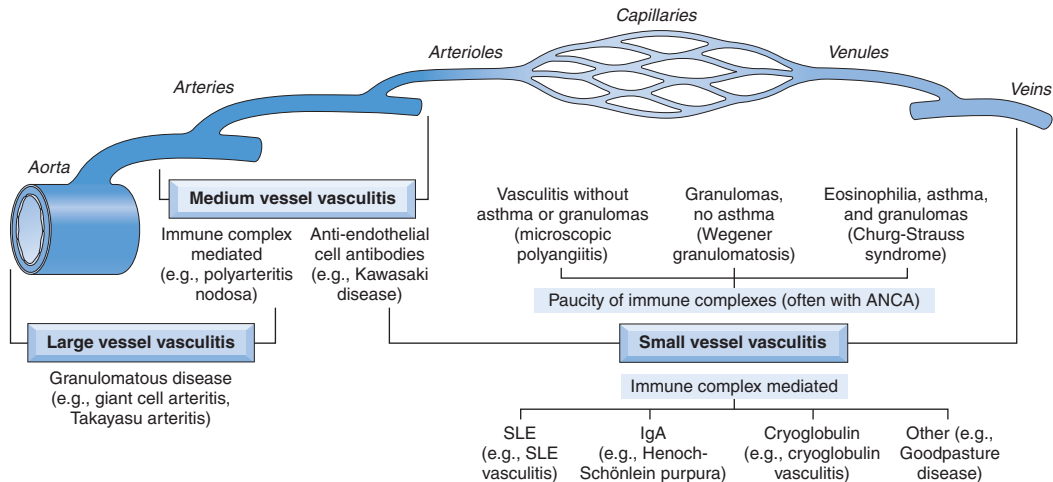 Capillaries
Arterioles
Venules
Arteries
Veins
Aorta
Medium vessel vasculitis
Immune complex
mediated
(e.g., polyarteritis
nodosa)
Anti-endothelial
cell antibodies
(e.g., Kawasaki
disease)
Vasculitis without
asthma or granulomas
(microscopic
polyangiitis)
Granulomas,
no asthma
(Wegener
granulomatosis)
Eosinophilia, asthma,
and granulomas
(Churg-Strauss
syndrome)
Paucity of immune complexes (often with ANCA)
Large vessel vasculitis
Granulomatous disease
(e.g., giant cell arteritis,
Takayasu arteritis)
Small vessel vasculitis
Immune complex mediated
SLE
(e.g., SLE
vasculitis)
IgA
(e.g., Henoch-
Schönlein purpura)
Cryoglobulin
(e.g., cryoglobulin
vasculitis)
Other (e.g.,
Goodpasture
disease)